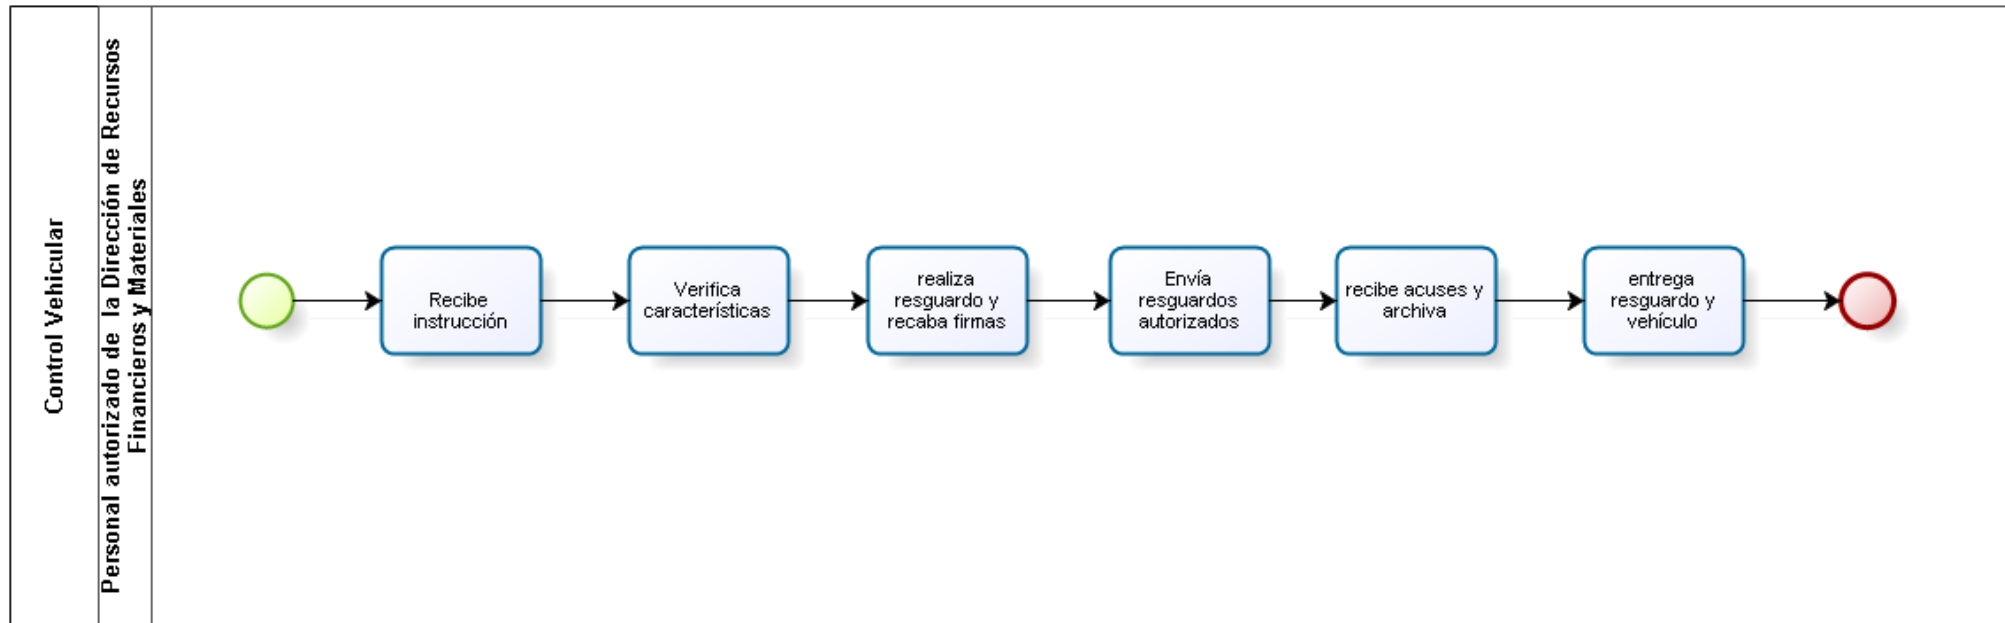 Control Vehicular
Personal autorizado de la Dirección de Recursos
Financieros y Materiales
Recibe
instrucción
Verifica
características
realiza
resguardo y
recaba firmas
Envía
resguardos
autorizados
recibe acuses y
archiva
entrega
resguardo y
vehículo